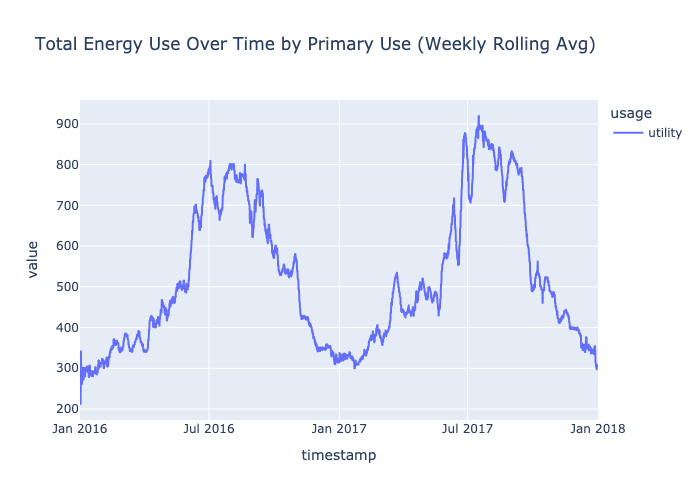 Total Energy Use Over Time by Primary Use (Weekly Rolling Avg)
usage
utility
900
800
700
600
500
400
300
200
value
Jan 2016
Jul 2016
Jan 2017
Jul 2017
Jan 2018
timestamp